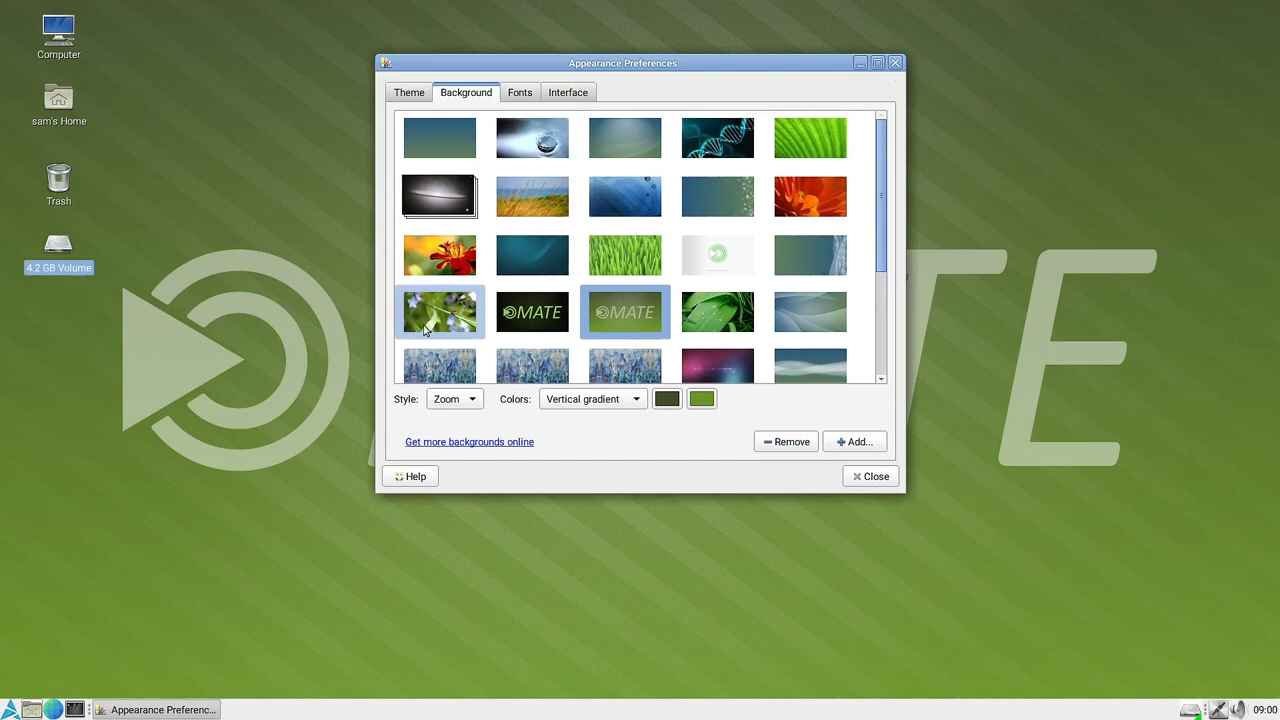 Computer
sam's Home
Trash
4.2 GB Volume
Appearance Preferences
Theme
Background
Fonts
Interface
MATE
MATE
Style:
Zoom
Colors:
Vertical gradient
Get more backgrounds online
Remove
Add...
Help
Close
TE
Appearance Preferenc...
09:00